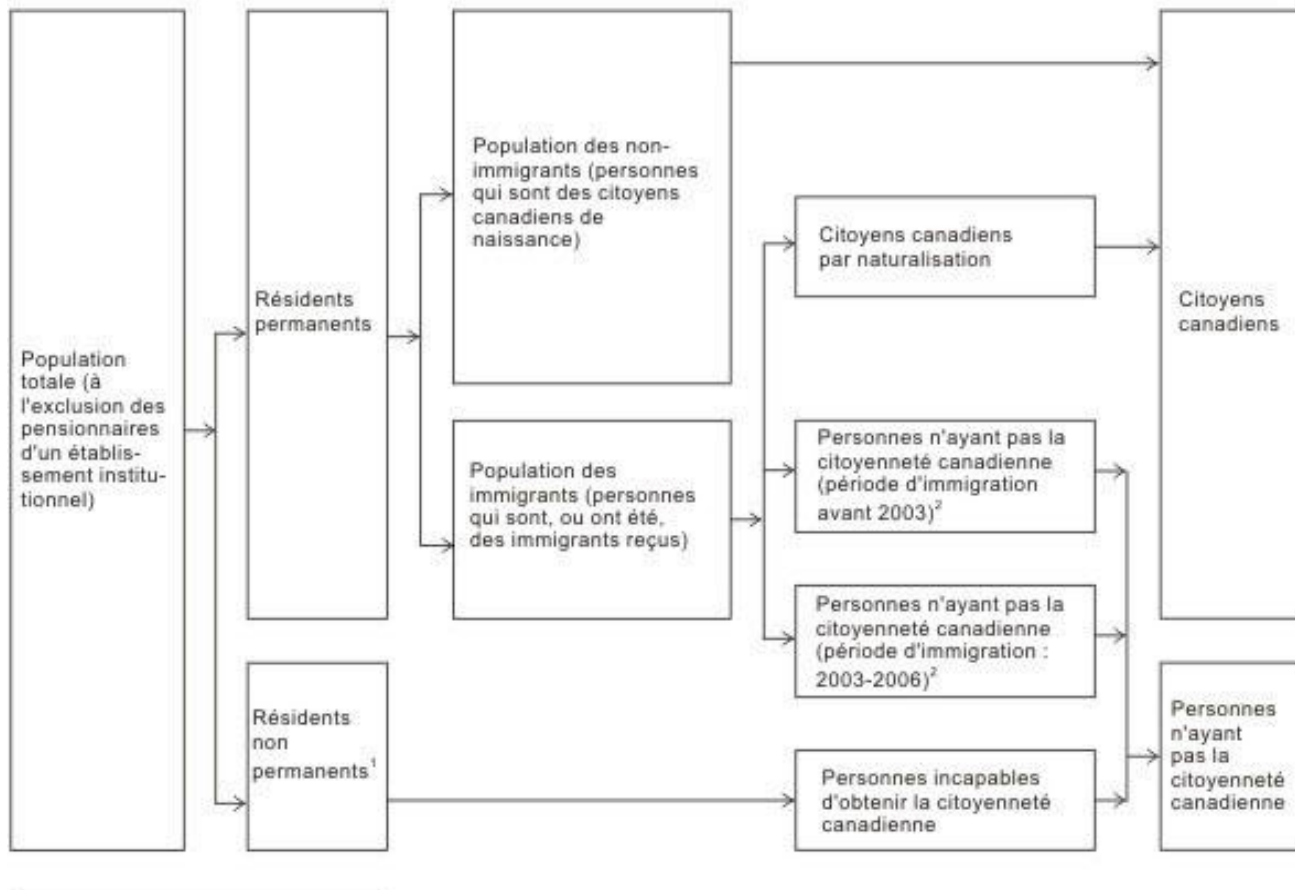 Population
totale (à
l'exclusion des
pensionnaires
d'un établis-
sement institu-
tionnel)
Résidents
permanents
Résidents
non
permanents¹
Population des non-
immigrants (personnes
qui sont des citoyens
canadiens de
naissance)
Population des
immigrants (personnes
qui sont, ou ont été,
des immigrants reçus)
Citoyens canadiens
par naturalisation
Personnes n'ayant pas la
citoyenneté canadienne
(période d'immigration
avant 2003)²
Personnes n'ayant pas la
citoyenneté canadienne
(période d'immigration :
2003-2006)²
Personnes incapables
d'obtenir la citoyenneté
canadienne
Citoyens
canadiens
Personnes
n'ayant
pas la
citoyenneté
canadienne